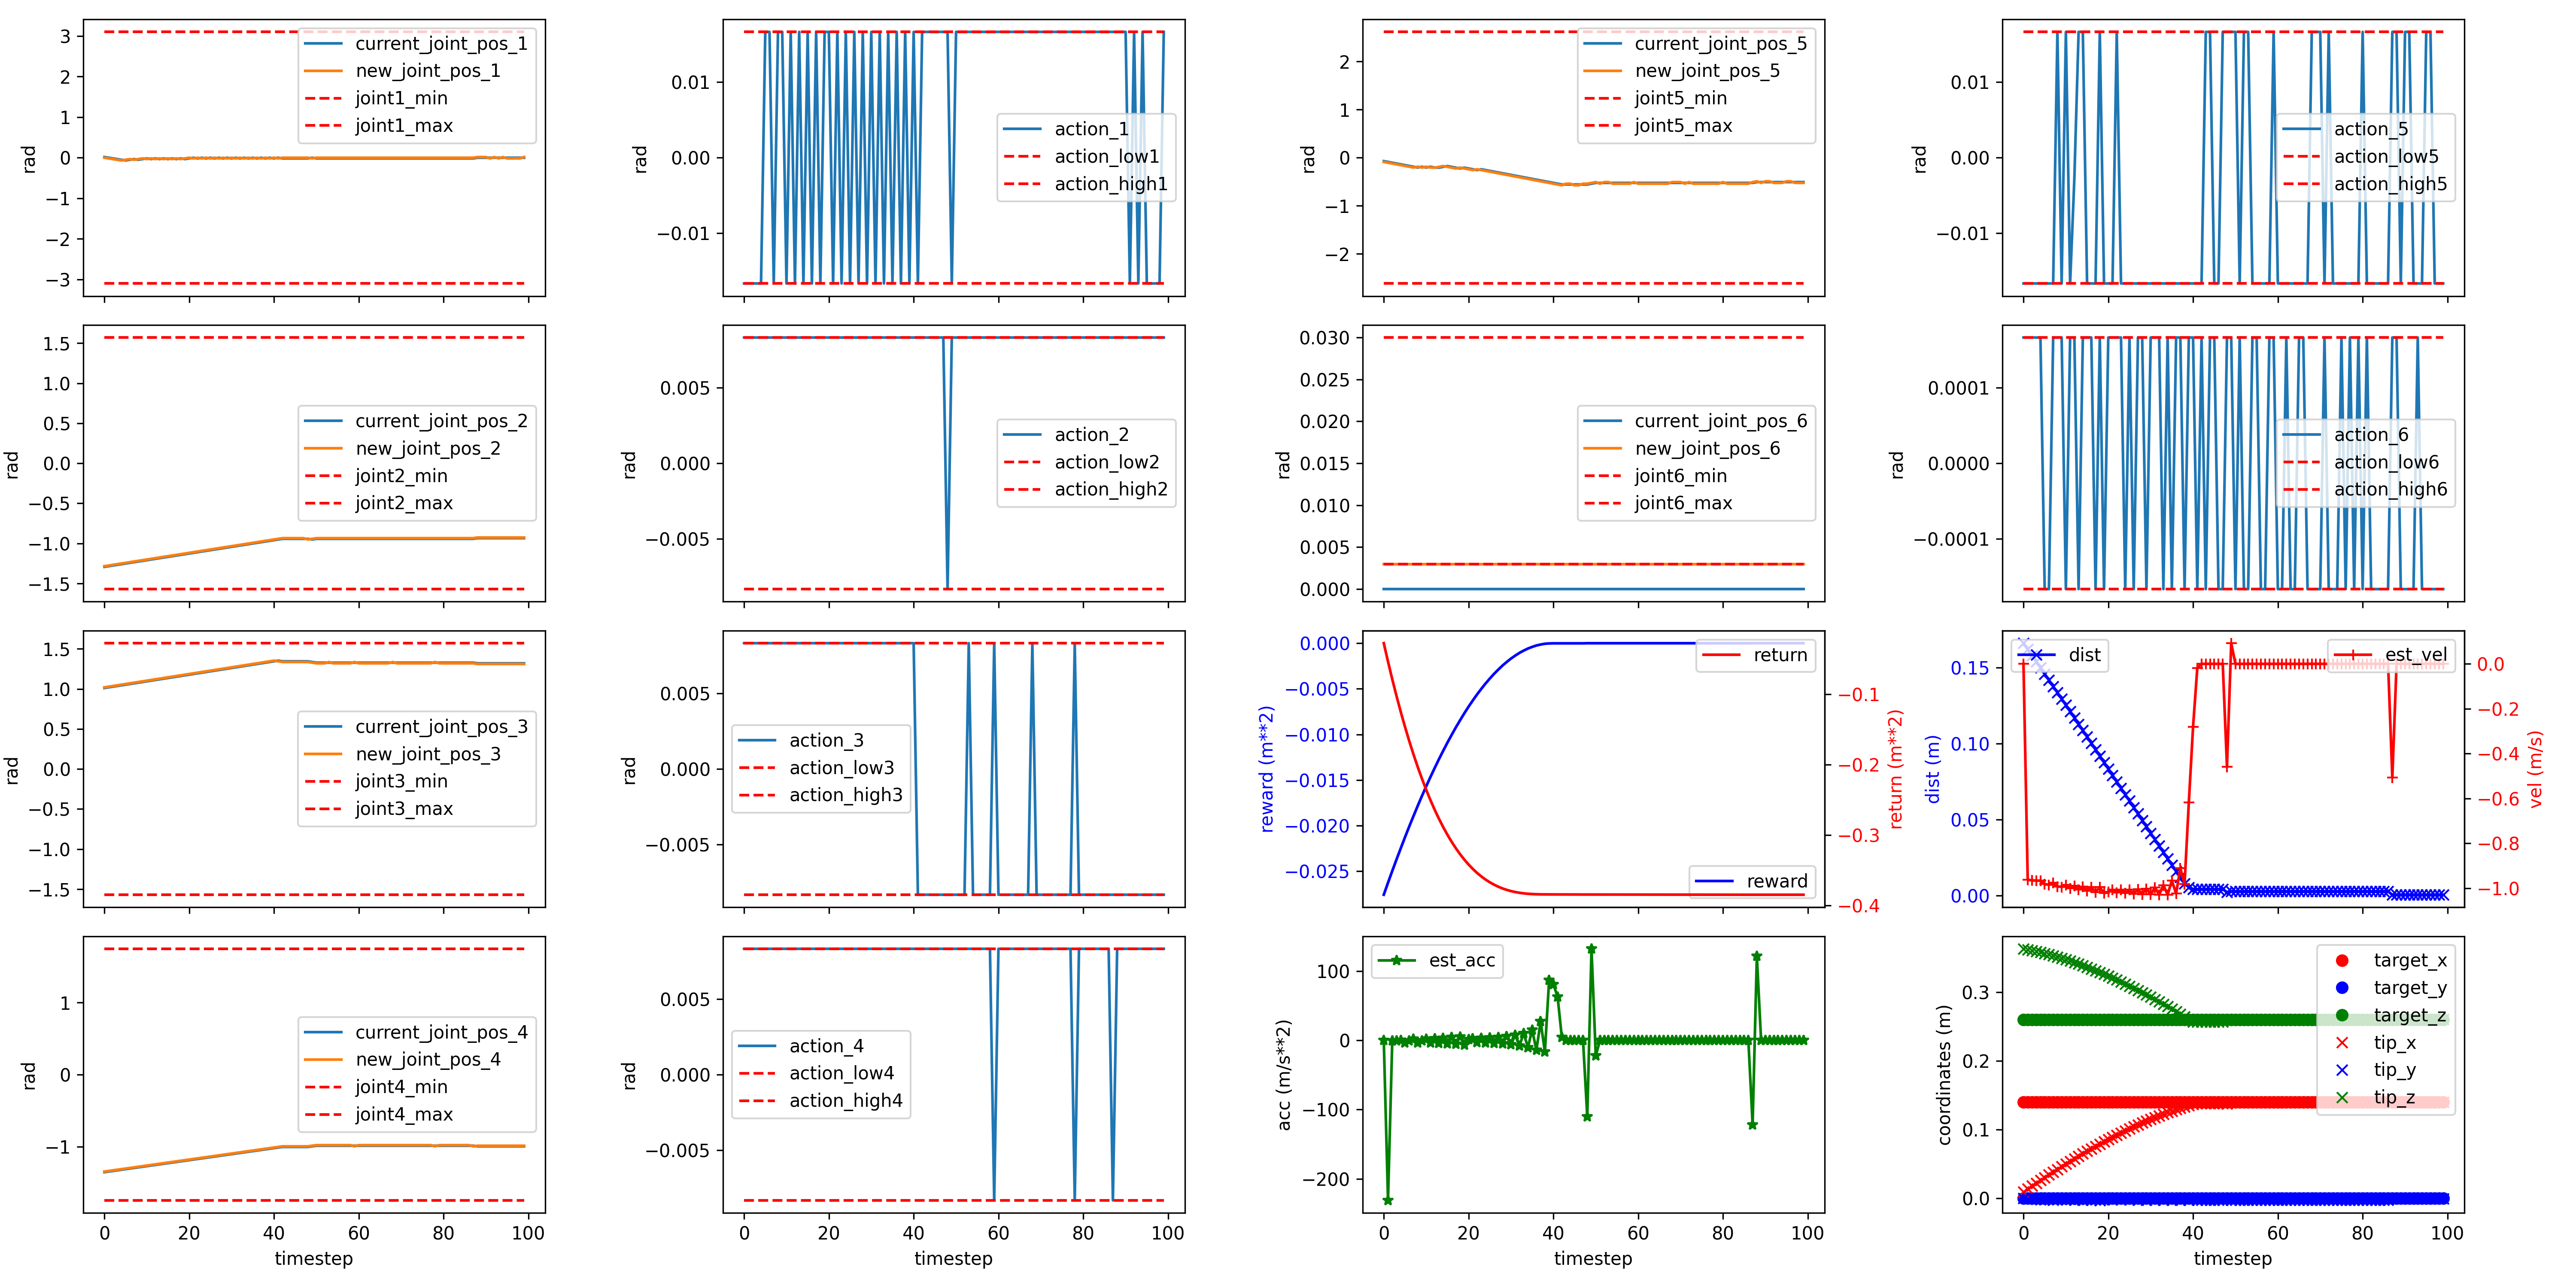 3
2
1
0
−1
−2
−3
rad
current_joint_pos_1
new_joint_pos_1
joint1_min
joint1_max
0.01
0.00
−0.01
rad
action_1
action_low1
action_high1
2
1
0
−1
−2
rad
current_joint_pos_5
new_joint_pos_5
joint5_min
joint5_max
0.01
0.00
−0.01
rad
action_5
action_low5
action_high5
1.5
1.0
0.5
0.0
−0.5
−1.0
−1.5
rad
current_joint_pos_2
new_joint_pos_2
joint2_min
joint2_max
0.005
0.000
−0.005
rad
action_2
action_low2
action_high2
0.030
0.025
0.020
0.015
0.010
0.005
0.000
rad
current_joint_pos_6
new_joint_pos_6
joint6_min
joint6_max
0.0001
0.0000
−0.0001
rad
action_6
action_low6
action_high6
1.5
1.0
0.5
0.0
−0.5
−1.0
−1.5
rad
current_joint_pos_3
new_joint_pos_3
joint3_min
joint3_max
0.005
0.000
−0.005
rad
action_3
action_low3
action_high3
0.000
−0.005
−0.010
−0.015
−0.020
−0.025
reward (m**2)
return
reward
−0.1
−0.2
−0.3
−0.4
return (m**2)
0.15
0.10
0.05
0.00
dist (m)
dist
est_vel
0.0
−0.2
−0.4
−0.6
−0.8
−1.0
vel (m/s)
1
0
−1
rad
current_joint_pos_4
new_joint_pos_4
joint4_min
joint4_max
0 20 40 60 80 100
timestep
0.005
0.000
−0.005
rad
action_4
action_low4
action_high4
0 20 40 60 80 100
timestep
100
0
−100
−200
acc (m/s**2)
est_acc
0 20 40 60 80 100
timestep
0.3
0.2
0.1
0.0
coordinates (m)
target_x
target_y
target_z
tip_x
tip_y
tip_z
0 20 40 60 80 100
timestep